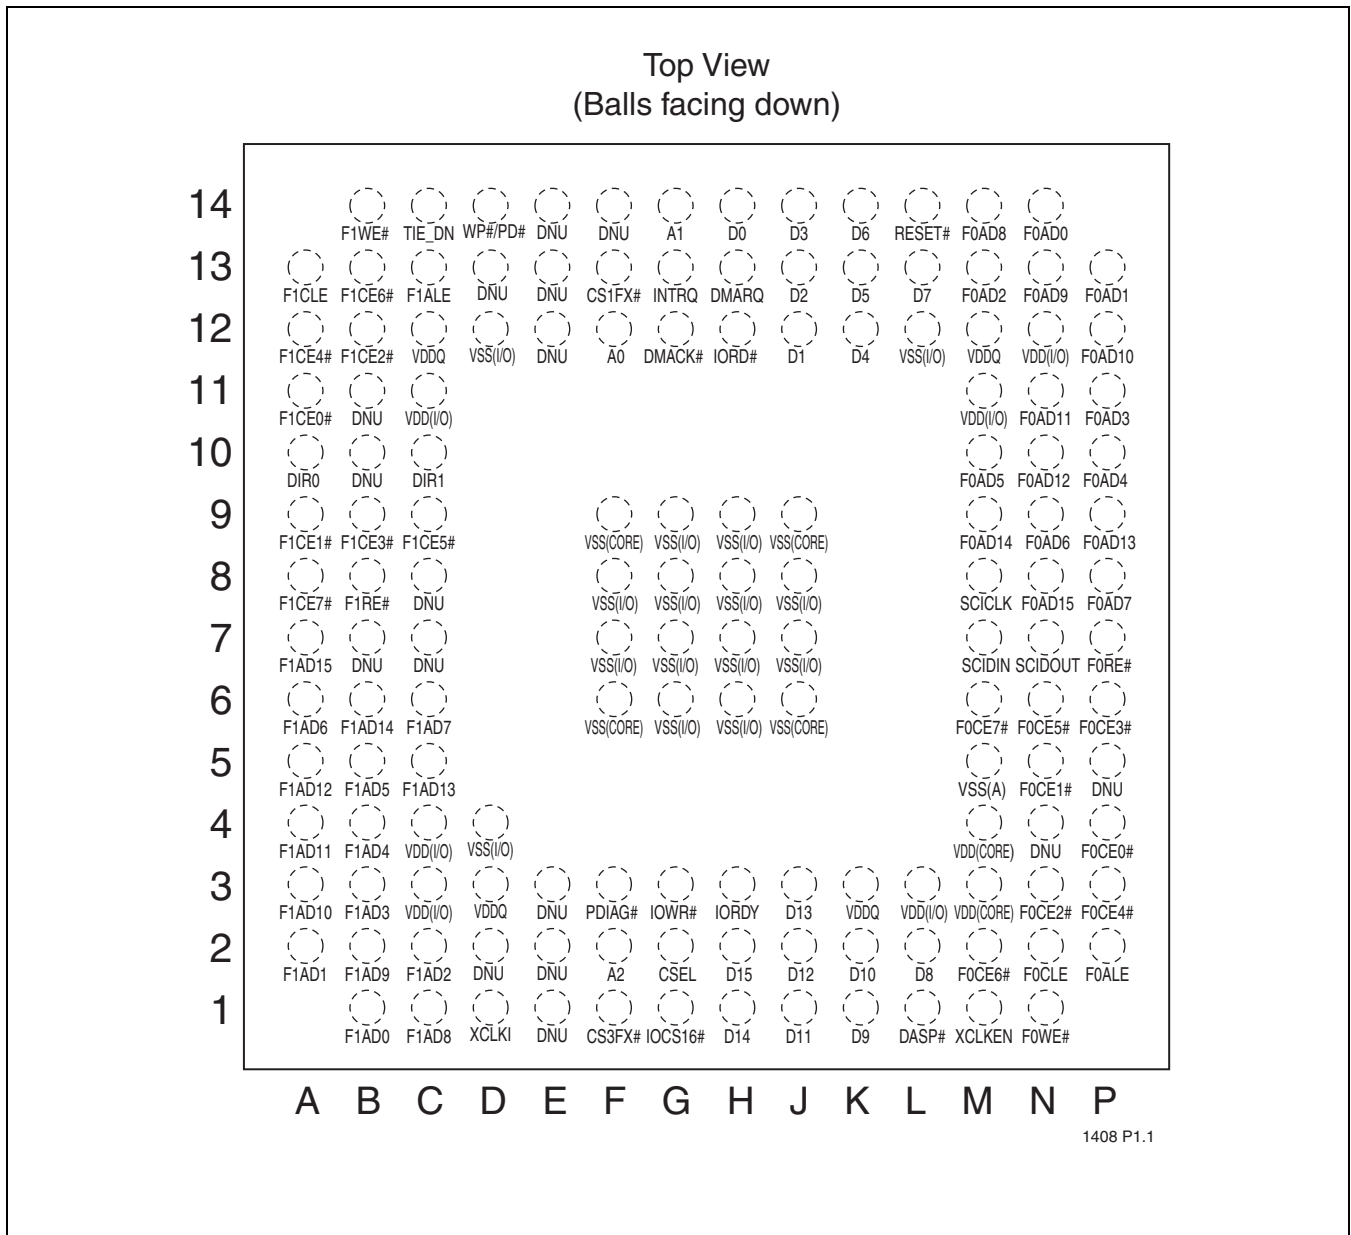 Top View
(Balls facing down)
14
F1WE# TIE_DN WP#/PD# DNU DNU A1 D0 D3 D6 RESET# F0AD8 F0AD0
13
F1CLE F1CE6# F1ALE DNU DNU CS1FX# INTRQ DMARQ D2 D5 D7 F0AD2 F0AD9 F0AD1
12
F1CE4# F1CE2# VDDQ VSS(I/O) DNU A0 DMACK# IORD# D1 D4 VSS(I/O) VDDQ VDD(I/O) F0AD10
11
F1CE0# DNU VDD(I/O) VDD(I/O) F0AD11 F0AD3
10
DIR0 DNU DIR1 F0AD5 F0AD12 F0AD4
9
F1CE1# F1CE3# F1CE5# VSS(CORE) VSS(I/O) VSS(I/O) VSS(CORE) F0AD14 F0AD6 F0AD13
8
F1CE7# F1RE# DNU VSS(I/O) VSS(I/O) VSS(I/O) VSS(I/O) SCICLK F0AD15 F0AD7
7
F1AD15 DNU DNU VSS(I/O) VSS(I/O) VSS(I/O) VSS(I/O) SCIDIN SCIDOUT F0RE#
6
F1AD6 F1AD14 F1AD7 VSS(CORE) VSS(I/O) VSS(I/O) VSS(CORE) F0CE7# F0CE5# F0CE3#
5
F1AD12 F1AD5 F1AD13 VSS(A) F0CE1# DNU
4
F1AD11 F1AD4 VDD(I/O) VSS(I/O) VDD(CORE) DNU F0CE0#
3
F1AD10 F1AD3 VDD(I/O) VDDQ DNU PDIAG# IOWR# IORDY D13 VDDQ VDD(I/O) VDD(CORE) F0CE2# F0CE4#
2
F1AD1 F1AD9 F1AD2 DNU DNU A2 CSEL D15 D12 D10 D8 F0CE6# F0CLE F0ALE
1
F1AD0 F1AD8 XCLKI DNU CS3FX# IOCS16# D14 D11 D9 DASP# XCLKEN F0WE#
A B C D E F G H J K L M N P
1408 P1.1